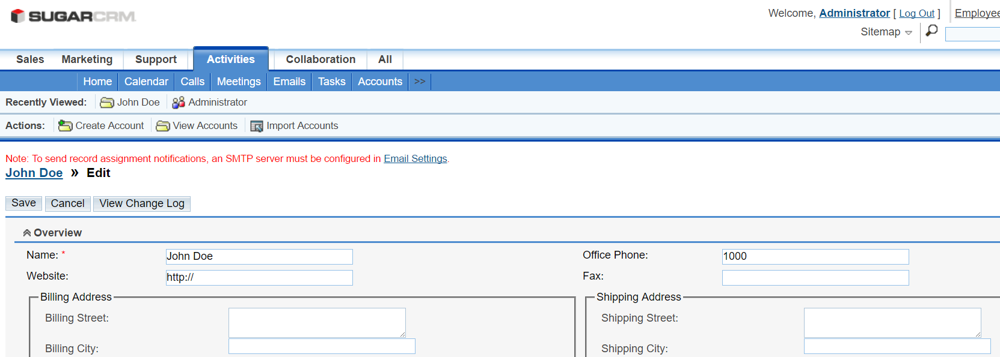 SUGARCRM.
Welcome, Administrator [ Log Out ] Employee
Sitemap
Sales Marketing Support Activities Collaboration All
Home Calendar Calls Meetings Emails Tasks Accounts >>
Recently Viewed: John Doe Administrator
Actions: Create Account View Accounts Import Accounts
Note: To send record assignment notifications, an SMTP server must be configured in Email Settings.
John Doe » Edit
Save Cancel View Change Log
Overview
Name: * John Doe Office Phone: 1000
Website: http:// Fax:
Billing Address Shipping Address
Billing Street: Shipping Street:
Billing City: Shipping City: